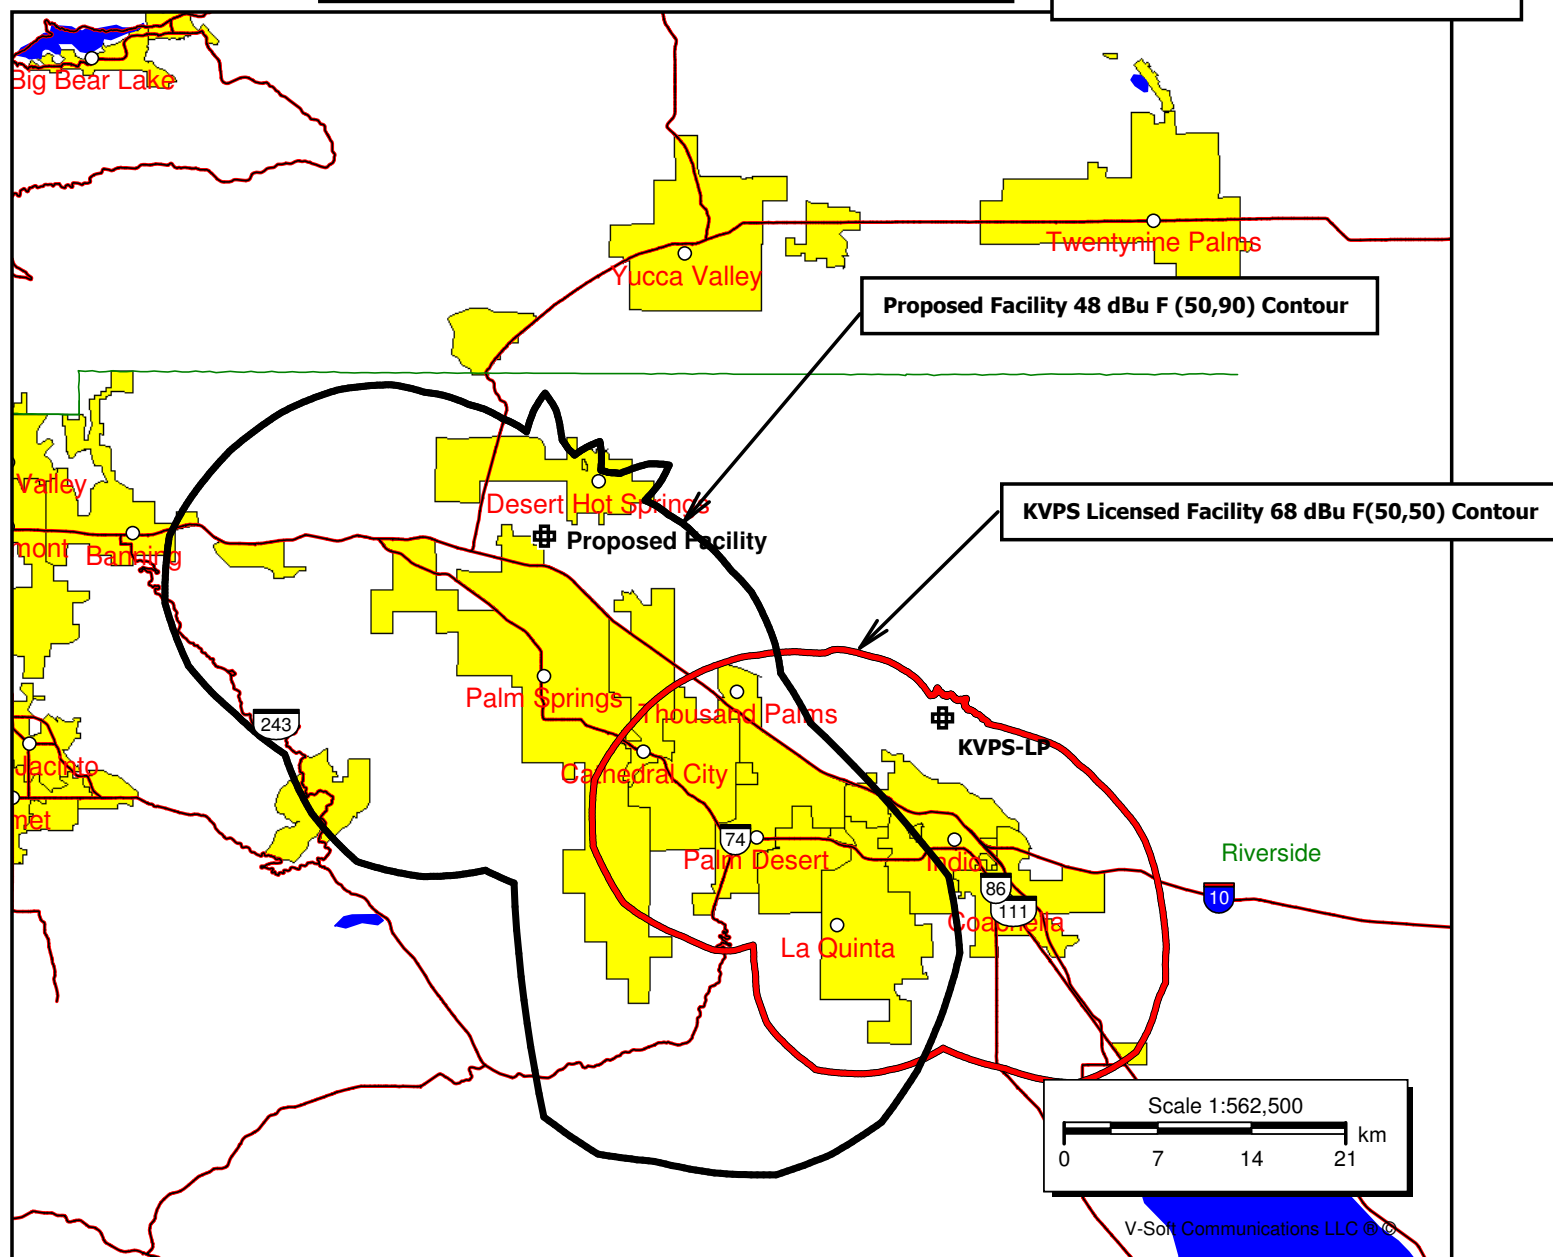 Big Bear Lake
Twentynine Palms
Yucca Valley
Proposed Facility 48 dBu F (50,90) Contour
Valley
Desert Hot Springs
KVPS Licensed Facility 68 dBu F(50,50) Contour
mont
Banning
Proposed Facility
Palm Springs
Thousand Palms
243
KVPS-LP
Jacinto
Cathedral City
met
74
Palm Desert
Indio
Riverside
86
10
111
Coachella
La Quinta
Scale 1:562,500
km
0 7 14 21
V-Soft Communications LLC ® ©